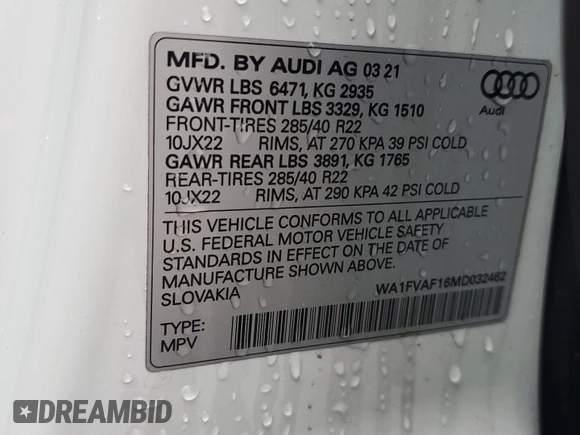 MFD. BY AUDI AG 03 21
GVWR LBS 6471, KG 2935
GAWR FRONT LBS 3329, KG 1510
FRONT-TIRES 285/40 R22
10JX22 RIMS, AT 270 KPA 39 PSI COLD
GAWR REAR LBS 3891, KG 1765
REAR-TIRES 285/40 R22
10JX22 RIMS, AT 290 KPA 42 PSI COLD
Audi
THIS VEHICLE CONFORMS TO ALL APPLICABLE
U.S. FEDERAL MOTOR VEHICLE SAFETY
STANDARDS IN EFFECT ON THE DATE OF
MANUFACTURE SHOWN ABOVE.
SLOVAKIA
WA1FVAF16MD032462
TYPE:
MPV
DREAMBID